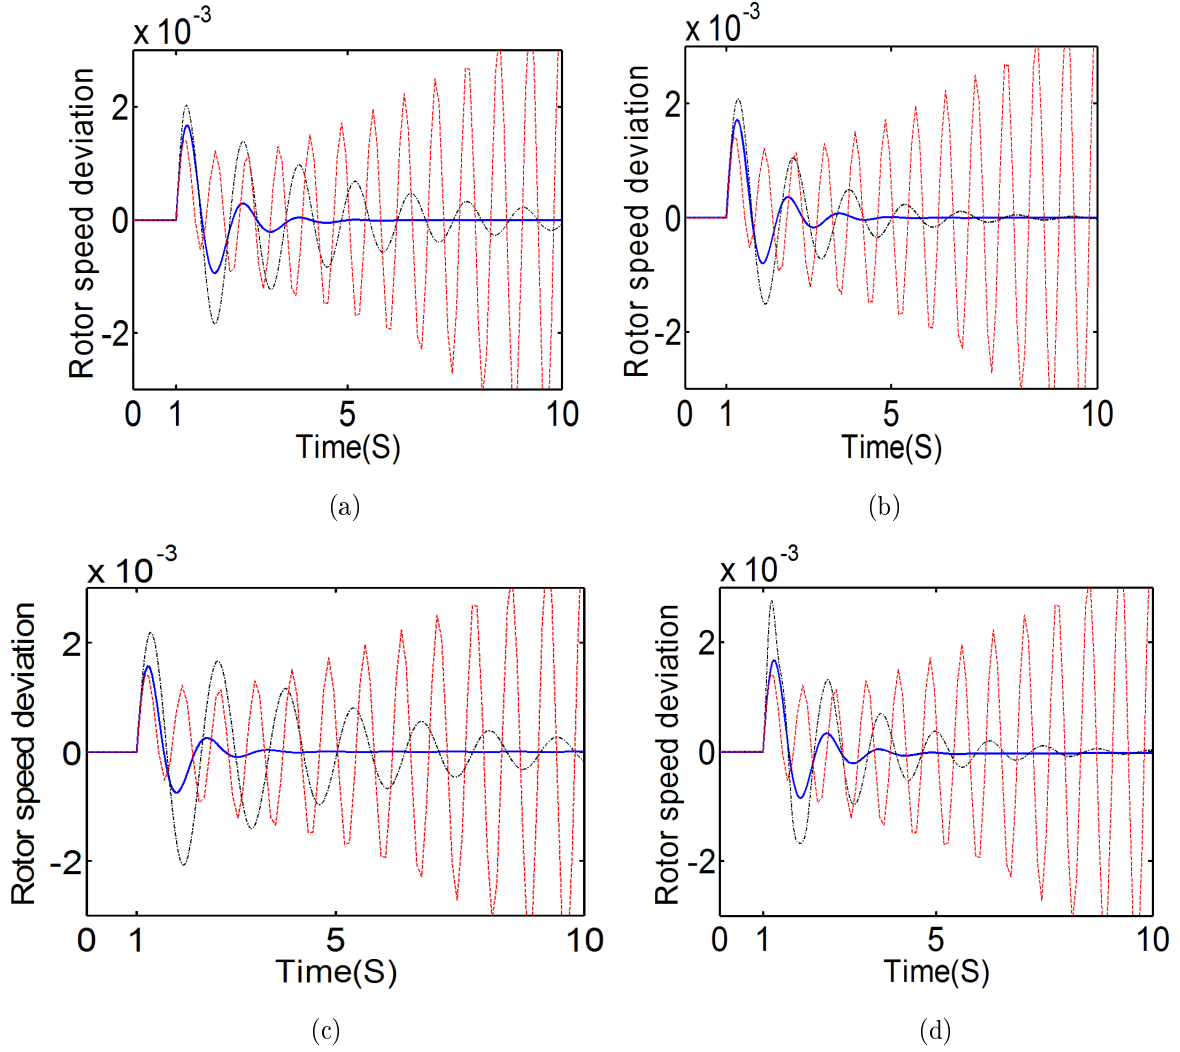 x 10-3
Rotor speed deviation
2
0
-2
0 1 5 10
Time(S)
(a)
x 10-3
Rotor speed deviation
2
0
-2
0 1 5 10
Time(S)
(b)
x 10-3
Rotor speed deviation
2
0
-2
0 1 5 10
Time(S)
(c)
x 10-3
Rotor speed deviation
2
0
-2
0 1 5 10
Time(S)
(d)